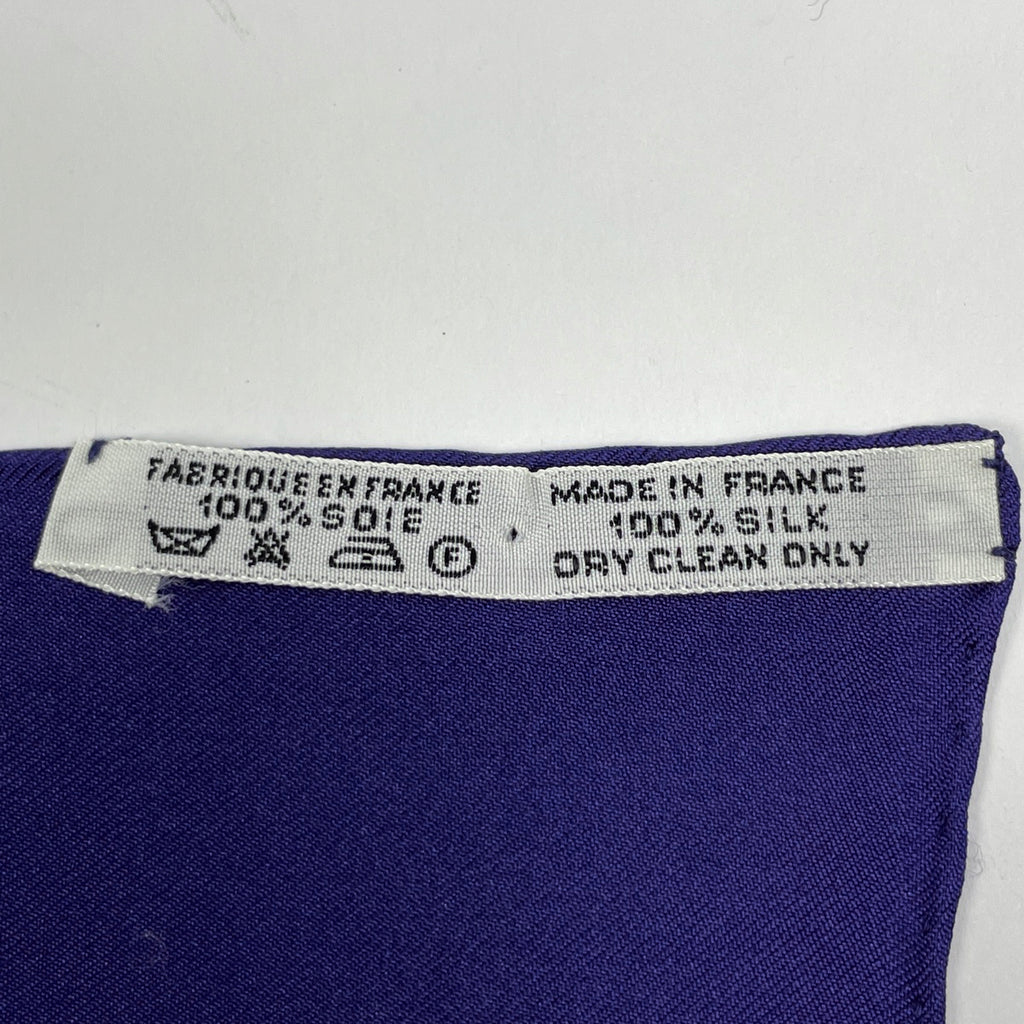 FABRIQUE EN FRANCE
100% SOIE
F
MADE IN FRANCE
100% SILK
DRY CLEAN ONLY